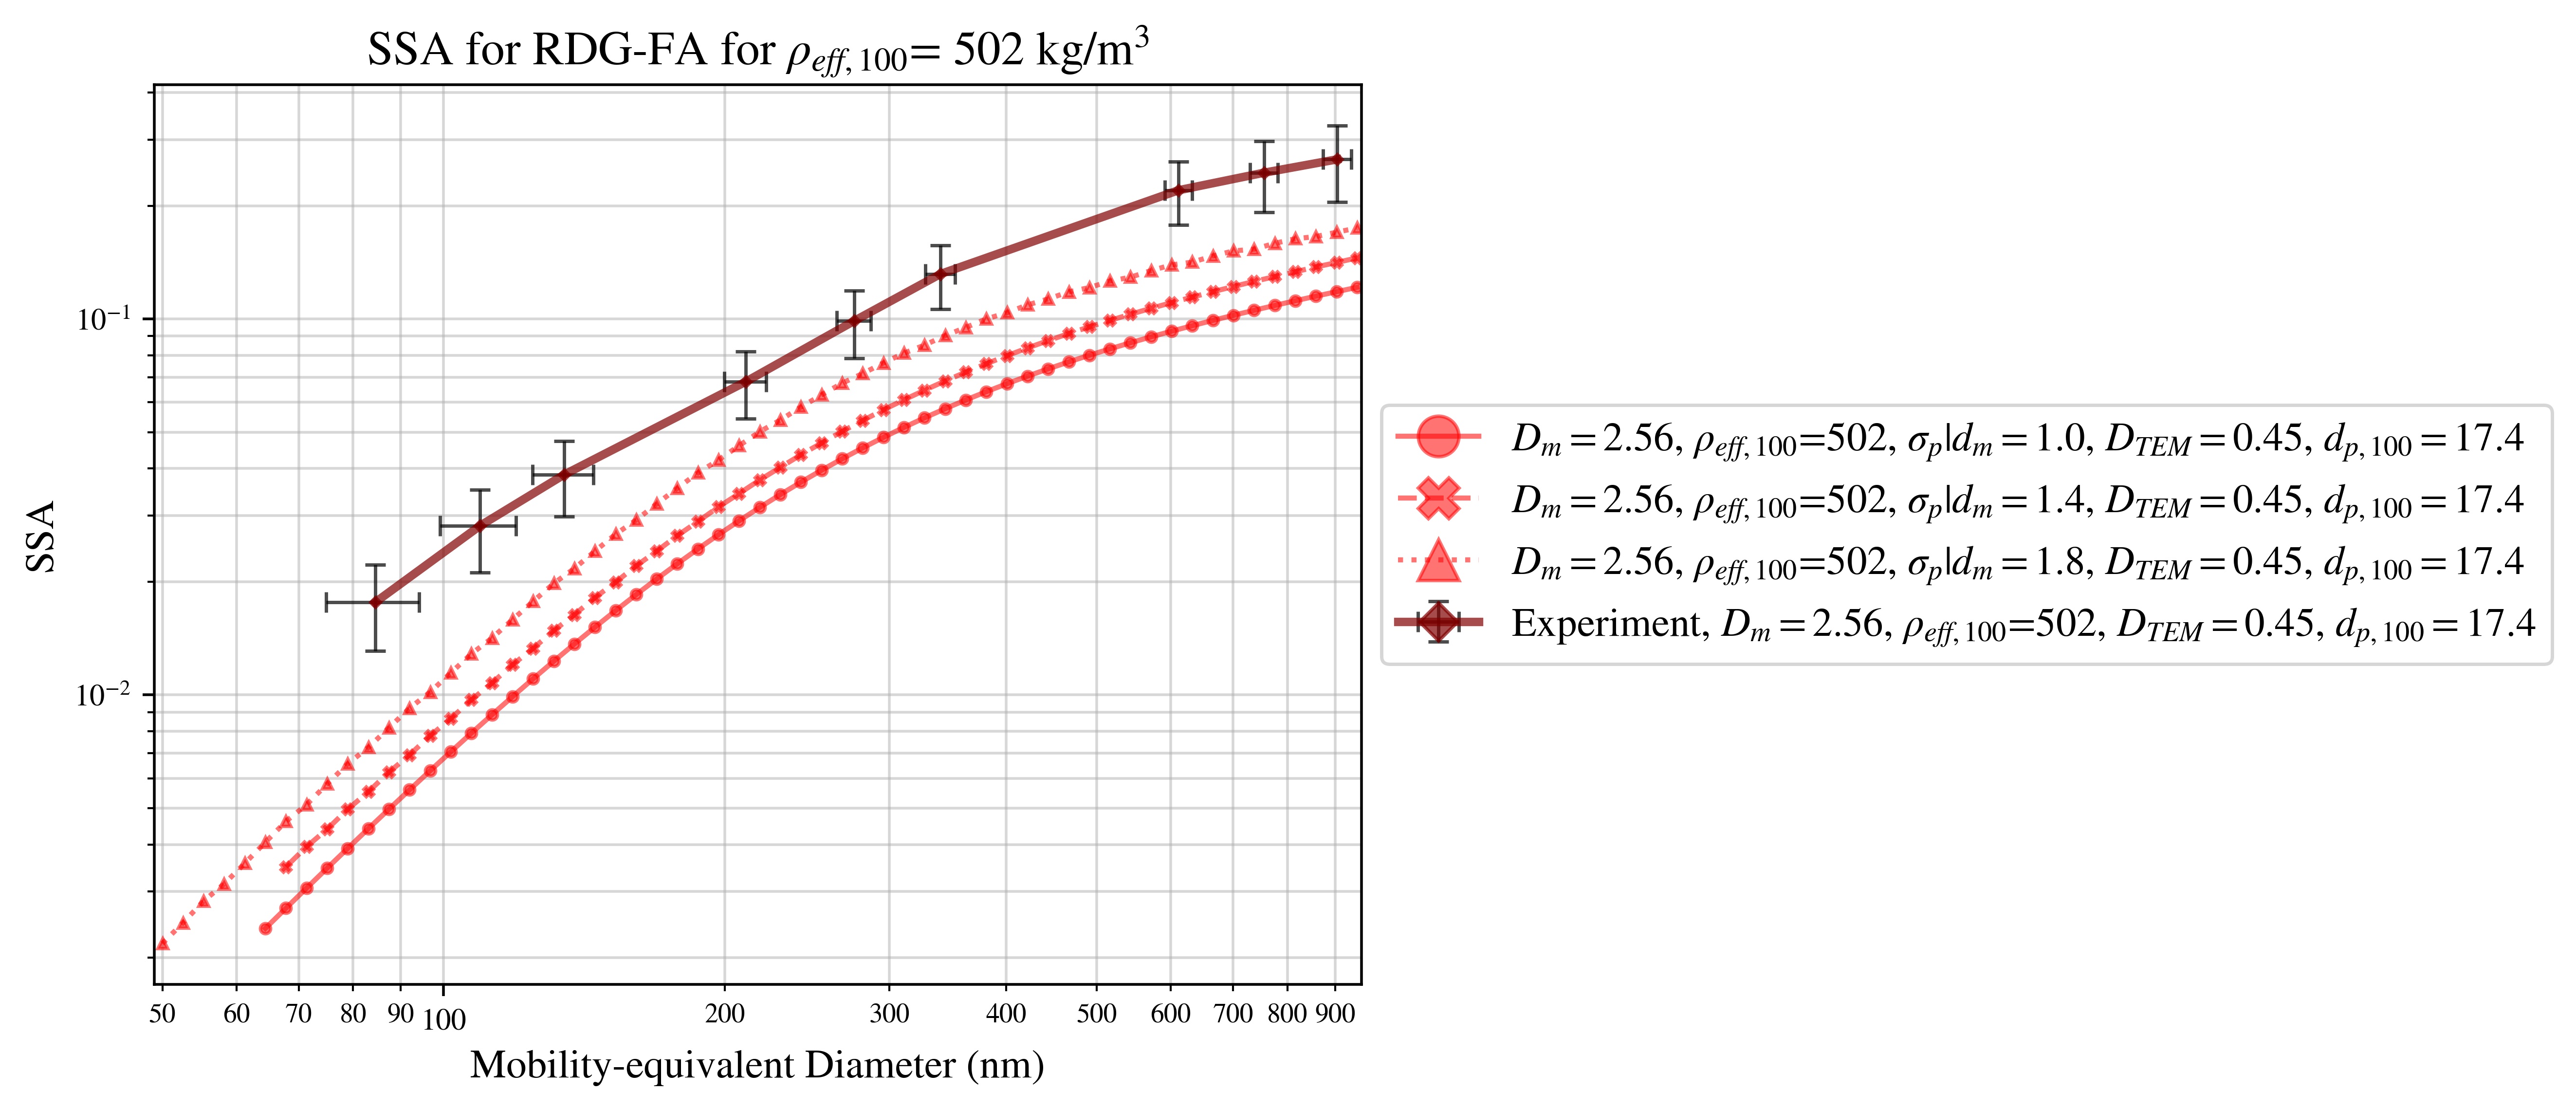 SSA for RDG-FA for ρeff,100= 502 kg/m³
SSA
10⁻¹
10⁻²
50 60 70 80 90 100 200 300 400 500 600 700 800 900
Mobility-equivalent Diameter (nm)
Dm = 2.56, ρeff,100=502, σp|dm = 1.0, DTEM = 0.45, dp,100 = 17.4
Dm = 2.56, ρeff,100=502, σp|dm = 1.4, DTEM = 0.45, dp,100 = 17.4
Dm = 2.56, ρeff,100=502, σp|dm = 1.8, DTEM = 0.45, dp,100 = 17.4
Experiment, Dm = 2.56, ρeff,100=502, DTEM = 0.45, dp,100 = 17.4